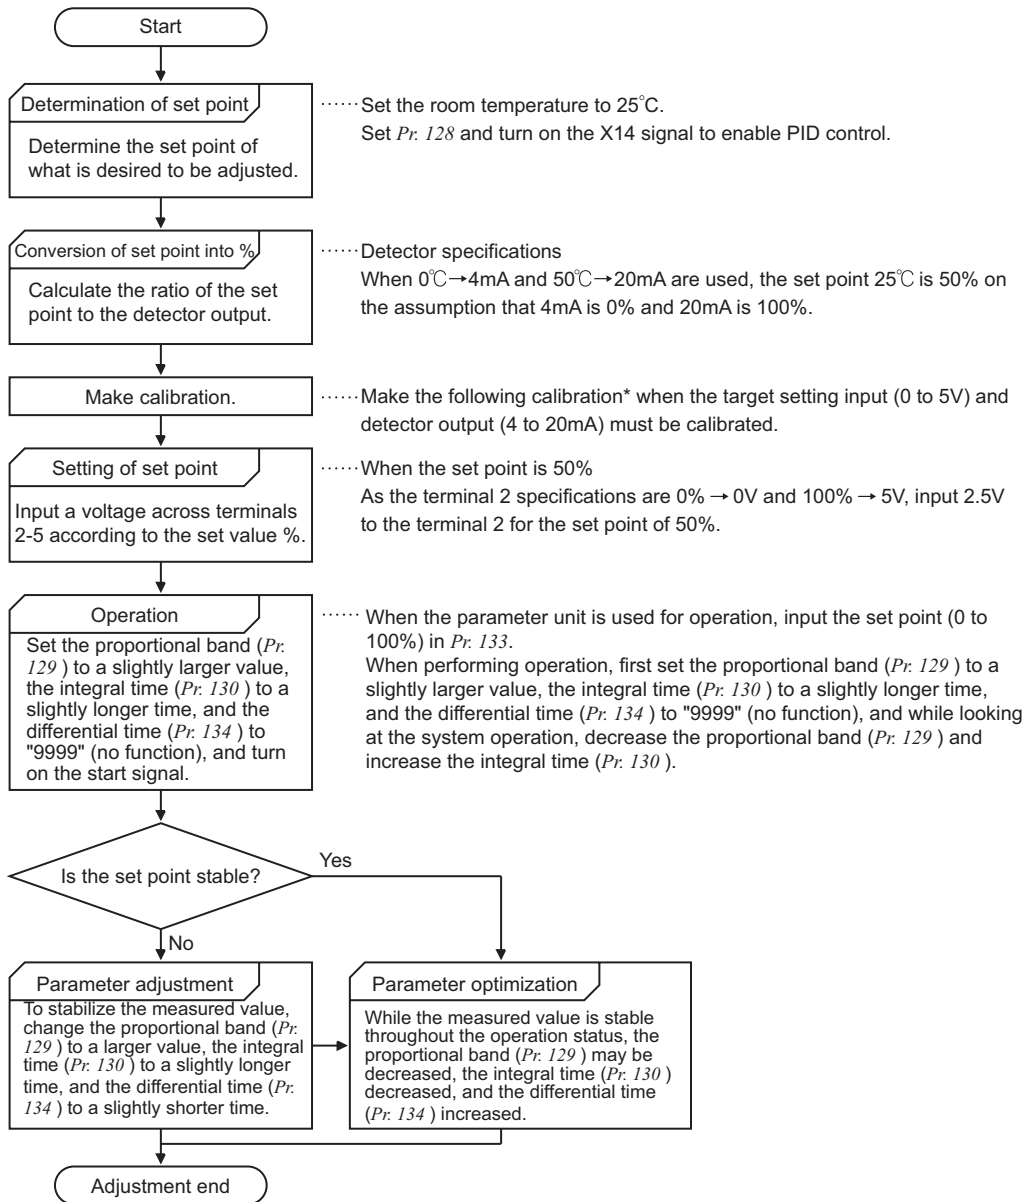 Start
Determination of set point
Determine the set point of
what is desired to be adjusted.
······Set the room temperature to 25°C.
Set Pr. 128 and turn on the X14 signal to enable PID control.
Conversion of set point into %
Calculate the ratio of the set
point to the detector output.
······Detector specifications
When 0℃→4mA and 50℃→20mA are used, the set point 25℃ is 50% on
the assumption that 4mA is 0% and 20mA is 100%.
Make calibration.
······Make the following calibration* when the target setting input (0 to 5V) and
detector output (4 to 20mA) must be calibrated.
Setting of set point
Input a voltage across terminals
2-5 according to the set value %.
······When the set point is 50%
As the terminal 2 specifications are 0% → 0V and 100% → 5V, input 2.5V
to the terminal 2 for the set point of 50%.
Operation
Set the proportional band (Pr.
129 ) to a slightly larger value,
the integral time (Pr. 130 ) to a
slightly longer time, and the
differential time (Pr. 134 ) to
"9999" (no function), and turn
on the start signal.
······ When the parameter unit is used for operation, input the set point (0 to
100%) in Pr. 133.
When performing operation, first set the proportional band (Pr. 129 ) to a
slightly larger value, the integral time (Pr. 130 ) to a slightly longer time,
and the differential time (Pr. 134 ) to "9999" (no function), and while looking
at the system operation, decrease the proportional band (Pr. 129 ) and
increase the integral time (Pr. 130 ).
Is the set point stable?
Yes
No
Parameter adjustment
To stabilize the measured value,
change the proportional band (Pr.
129 ) to a larger value, the integral
time (Pr. 130 ) to a slightly longer
time, and the differential time (Pr.
134 ) to a slightly shorter time.
Parameter optimization
While the measured value is stable
throughout the operation status, the
proportional band (Pr. 129 ) may be
decreased, the integral time (Pr. 130 )
decreased, and the differential time
(Pr. 134 ) increased.
Adjustment end